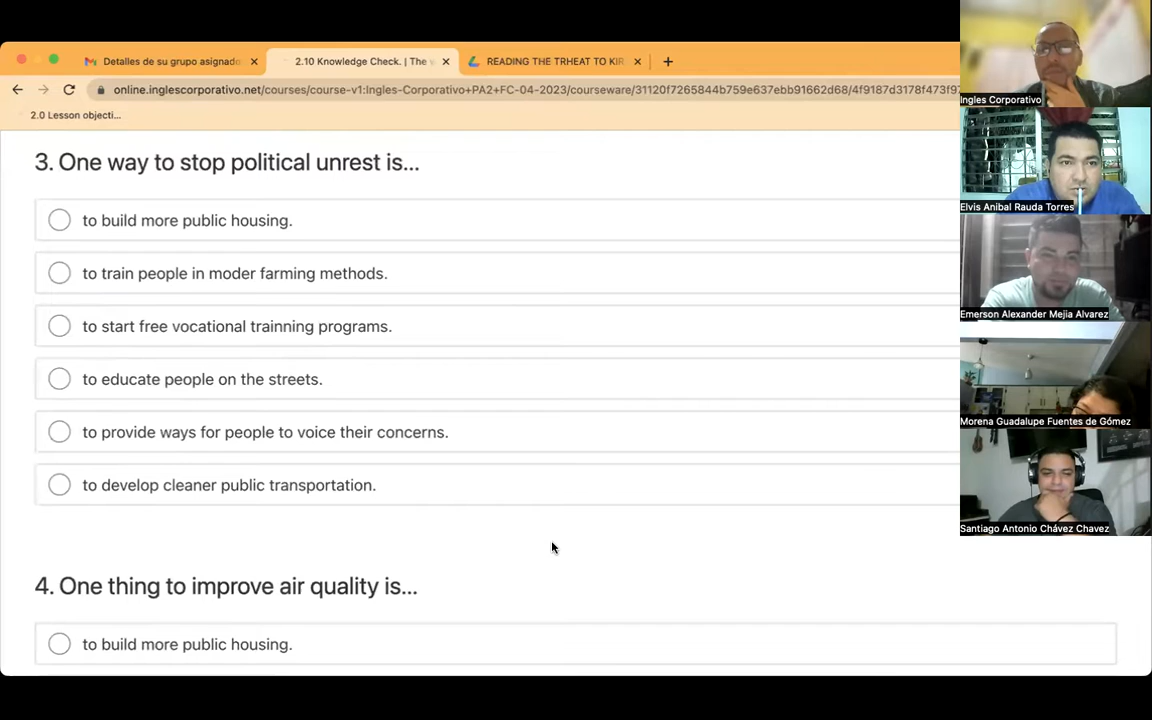 Detalles de su grupo asignado
2.10 Knowledge Check. | The
READING THE TRHEAT TO KIR
online.inglescorporativo.net/courses/course-v1:Ingles-Corporativo+PA2+FC-04-2023/courseware/31120f7265844b759e637ebb91662d68/4f9187d3178f473f97
2.0 Lesson objecti...
3. One way to stop political unrest is...
to build more public housing.
to train people in moder farming methods.
to start free vocational trainning programs.
to educate people on the streets.
to provide ways for people to voice their concerns.
to develop cleaner public transportation.
4. One thing to improve air quality is...
to build more public housing.
Ingles Corporativo
Elvis Anibal Rauda Torres
Emerson Alexander Mejia Alvarez
Morena Guadalupe Fuentes de Gómez
Santiago Antonio Chávez Chavez